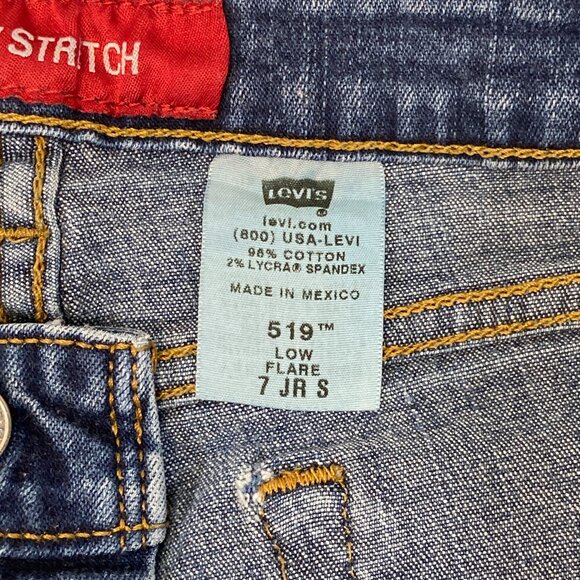 STRETCH
LEVI'S
®
levi.com
(800) USA-LEVI
98% COTTON
2% LYCRA® SPANDEX
MADE IN MEXICO
519™
LOW
FLARE
7 JR S